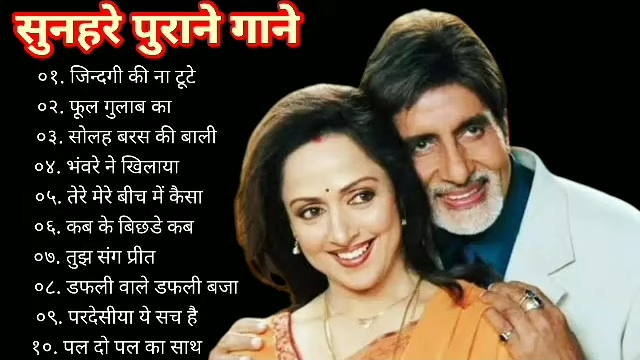 सुनहरे पुराने गाने
०१. जिन्दगी की ना टूटे
०२. फूल गुलाब का
०३. सोलह बरस की बाली
०४. भंवरे ने खिलाया
०५. तेरे मेरे बीच में कैसा
०६. कब के बिछडे कब
०७. तुझ संग प्रीत
०८. डफली वाले डफली बजा
०९. परदेसीया ये सच है
१०. पल दो पल का साथ